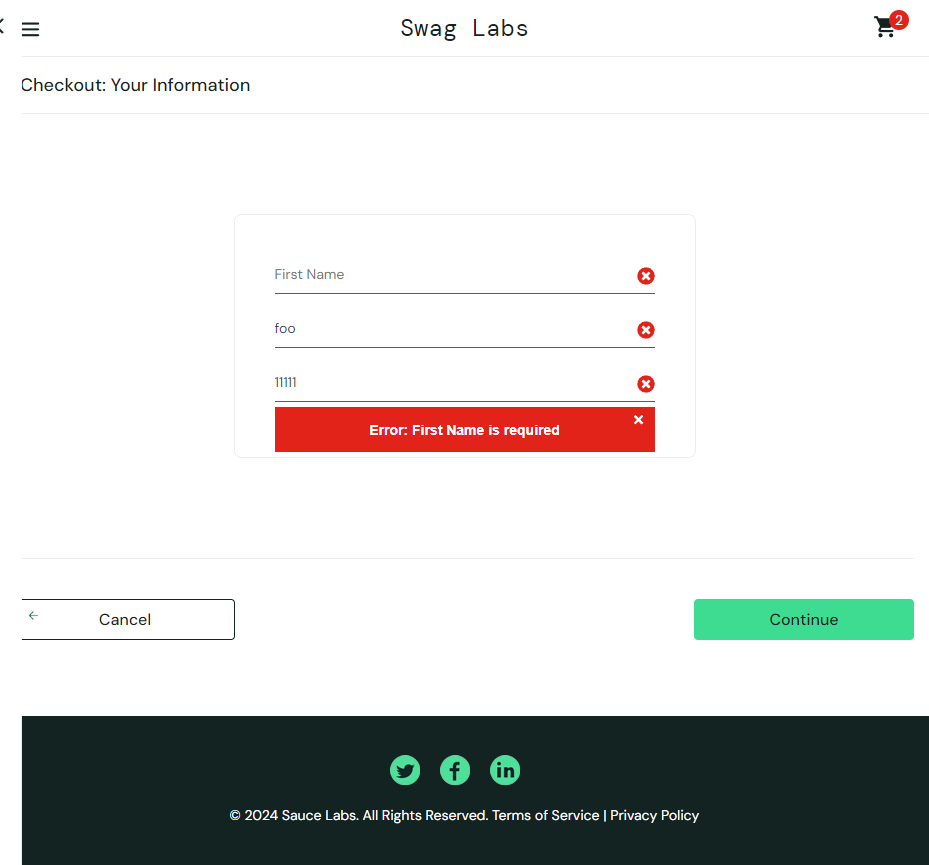 Swag Labs
2
Checkout: Your Information
First Name
foo
11111
Error: First Name is required
Cancel
Continue
© 2024 Sauce Labs. All Rights Reserved. Terms of Service | Privacy Policy